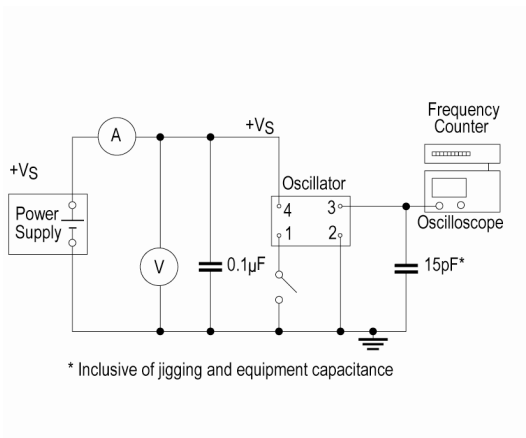 Frequency
Counter
A
+VS
+VS
Oscillator
Power
Supply
4
3
1
2
Oscilloscope
V
0.1µF
15pF*
* Inclusive of jigging and equipment capacitance